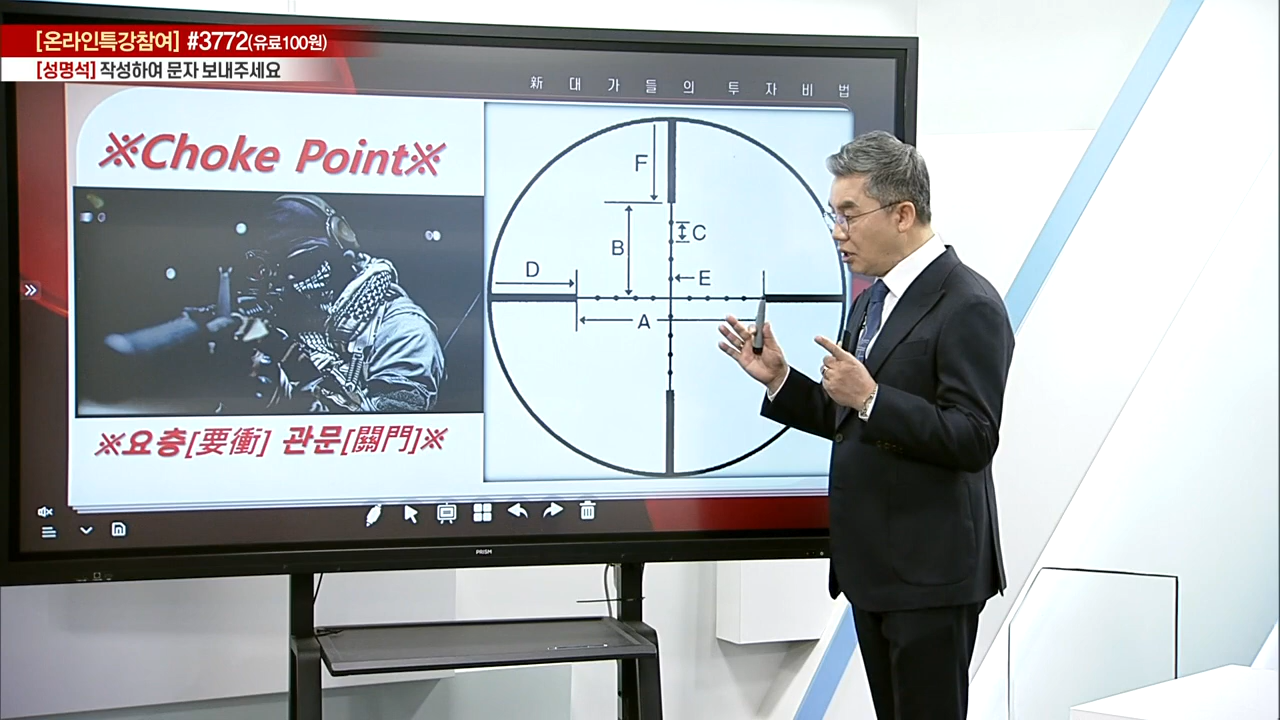 [온라인특강참여] #3772(유료100원)
[성명석] 작성하여 문자 보내주세요
新 대 가 들 의 투 자 비 법
※Choke Point※
F
B
C
D
E
A
※요충[要衝] 관문[關門]※
PRISM